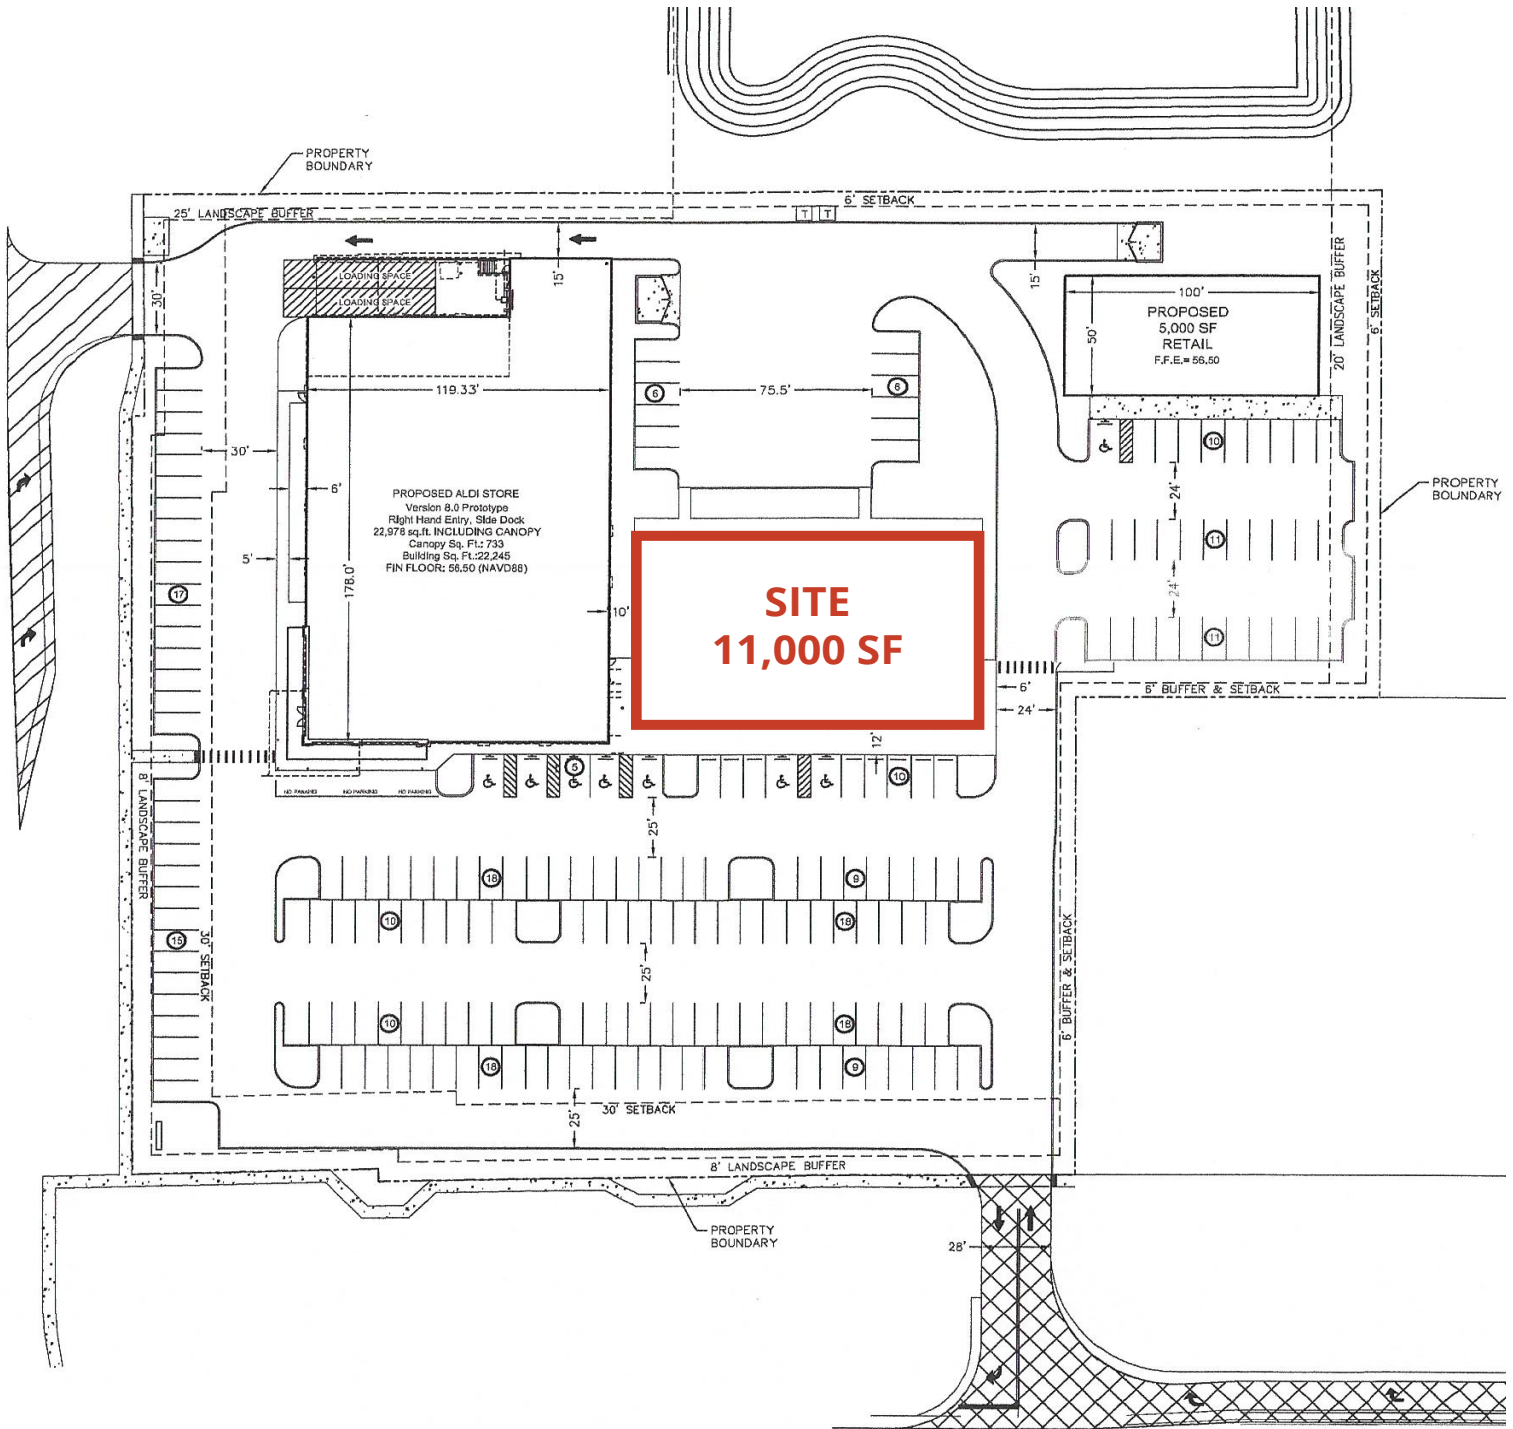 PROPERTY
BOUNDARY
25' LANDSCAPE BUFFER
6' SETBACK
T
T
30'
LOADING SPACE
LOADING SPACE
15'
15'
20' LANDSCAPE BUFFER
6' SETBACK
100'
PROPOSED
5,000 SF
RETAIL
F.F.E.= 56.50
50'
119.33'
6
75.5'
6
30'
10
24'
PROPERTY
BOUNDARY
6'
PROPOSED ALDI STORE
Version 8.0 Prototype
Right Hand Entry, Side Dock
22,978 sq.ft. INCLUDING CANOPY
Canopy Sq. Ft.: 733
Building Sq. Ft.:22,245
FIN FLOOR: 56.50 (NAVD88)
5'
178.0'
11
24'
17
10'
SITE
11,000 SF
11
6'
24'
6' BUFFER & SETBACK
12'
5
10
NO PARKING
NO PARKING
NO PARKING
8' LANDSCAPE BUFFER
25'
18
9
10
18
15
30' SETBACK
25'
6' BUFFER & SETBACK
10
18
18
9
25'
30' SETBACK
8' LANDSCAPE BUFFER
PROPERTY
BOUNDARY
28'